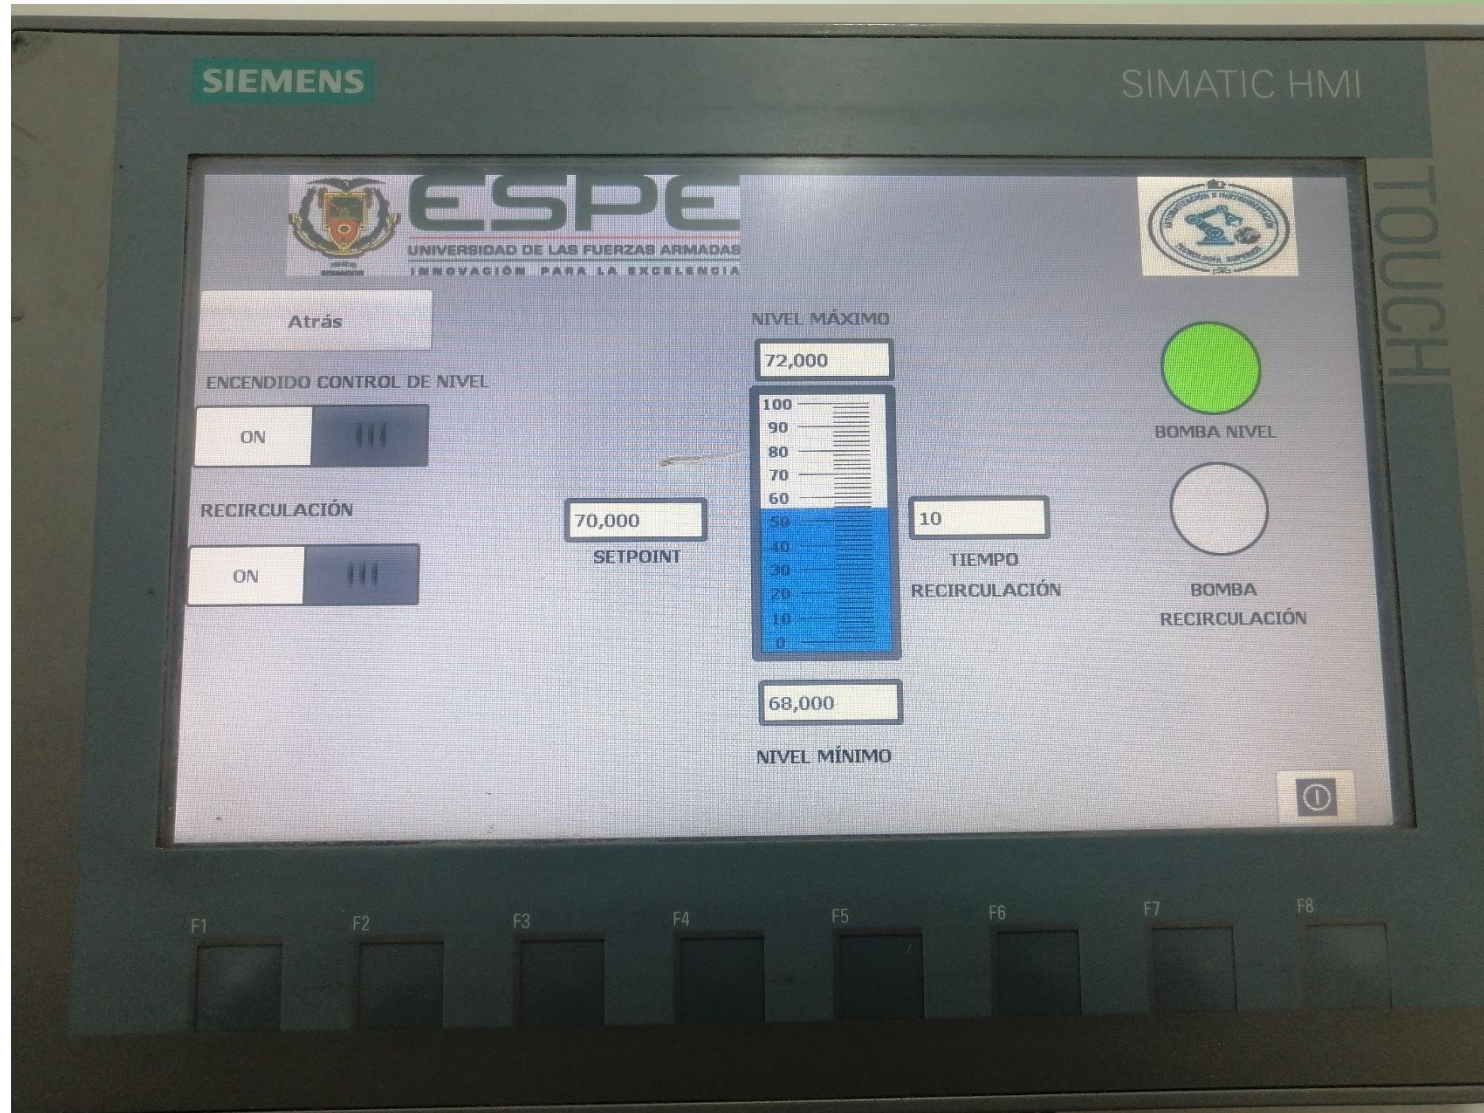 SIEMENS
SIMATIC HMI
TOUCH
ESPE
UNIVERSIDAD DE LAS FUERZAS ARMADAS
INNOVACIÓN PARA LA EXCELENCIA
Atrás
ENCENDIDO CONTROL DE NIVEL
ON
RECIRCULACIÓN
ON
70,000
SETPOINT
NIVEL MÁXIMO
72,000
100
90
80
70
60
50
40
30
20
10
0
68,000
NIVEL MÍNIMO
10
TIEMPO
RECIRCULACIÓN
BOMBA NIVEL
BOMBA
RECIRCULACIÓN
F1 F2 F3 F4 F5 F6 F7 F8